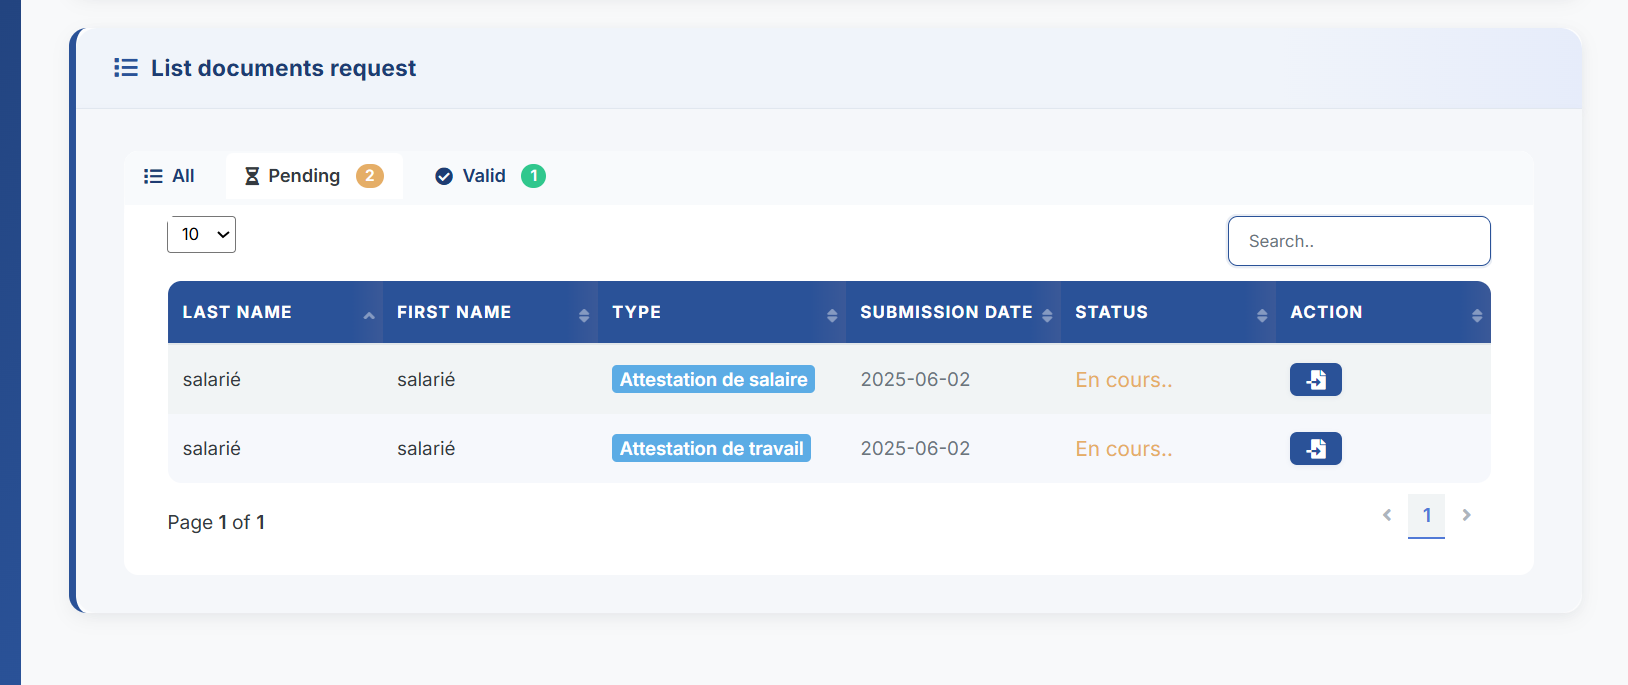 List documents request
All Pending 2 Valid 1
10 Search..
LAST NAME FIRST NAME TYPE SUBMISSION DATE STATUS ACTION
salarié salarié Attestation de salaire 2025-06-02 En cours..
salarié salarié Attestation de travail 2025-06-02 En cours..
Page 1 of 1 1